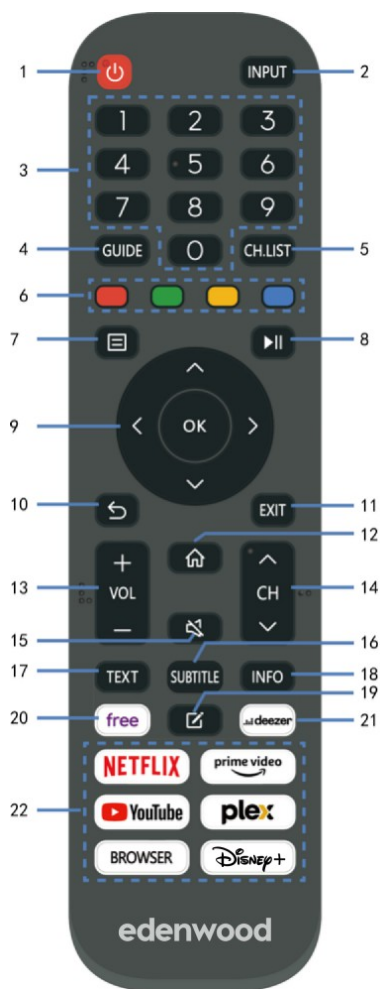 1
INPUT
2
1 2 3
3
4 5 6
7 8 9
4
GUIDE
0
CH.LIST
5
6
7
8
9
OK
10
EXIT
11
12
+
13
VOL
CH
14
–
15
16
17
TEXT
SUBTITLE
INFO
18
19
20
free
deezer
21
NETFLIX
prime video
22
YouTube
plex
BROWSER
Disney+
edenwood